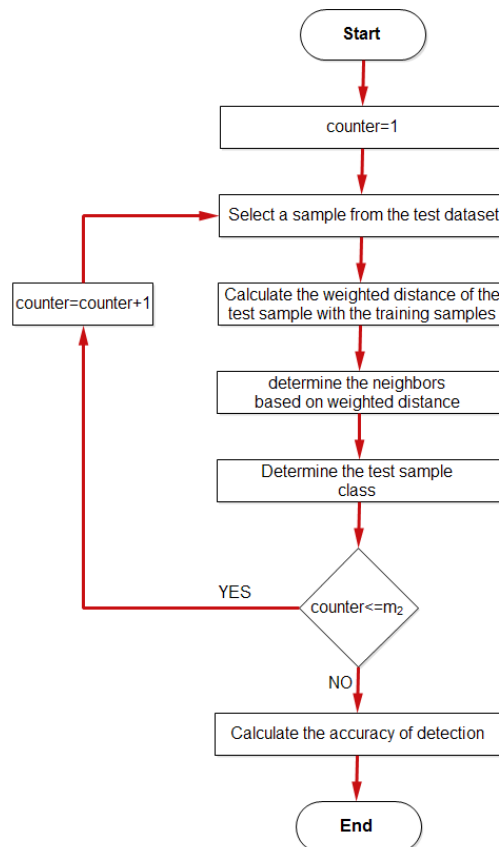 Start
counter=1
Select a sample from the test dataset
counter=counter+1
Calculate the weighted distance of the
test sample with the training samples
determine the neighbors
based on weighted distance
Determine the test sample
class
YES
counter<=m₂
NO
Calculate the accuracy of detection
End